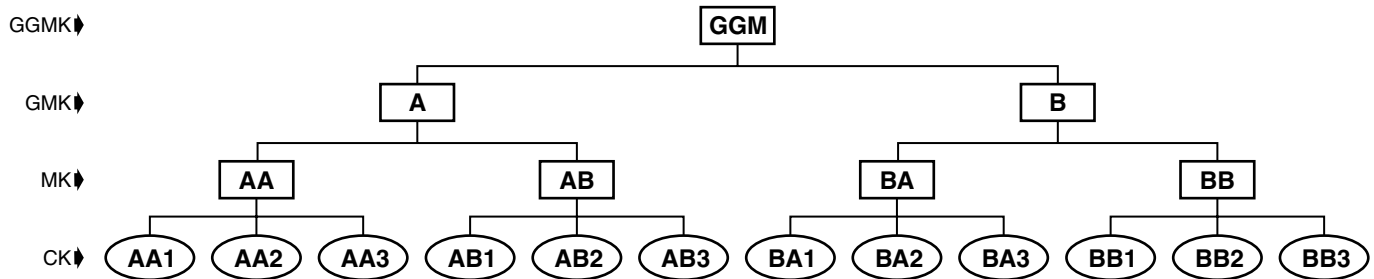 GGMK GGM
GMK A B
MK AA AB BA BB
CK AA1 AA2 AA3 AB1 AB2 AB3 BA1 BA2 BA3 BB1 BB2 BB3